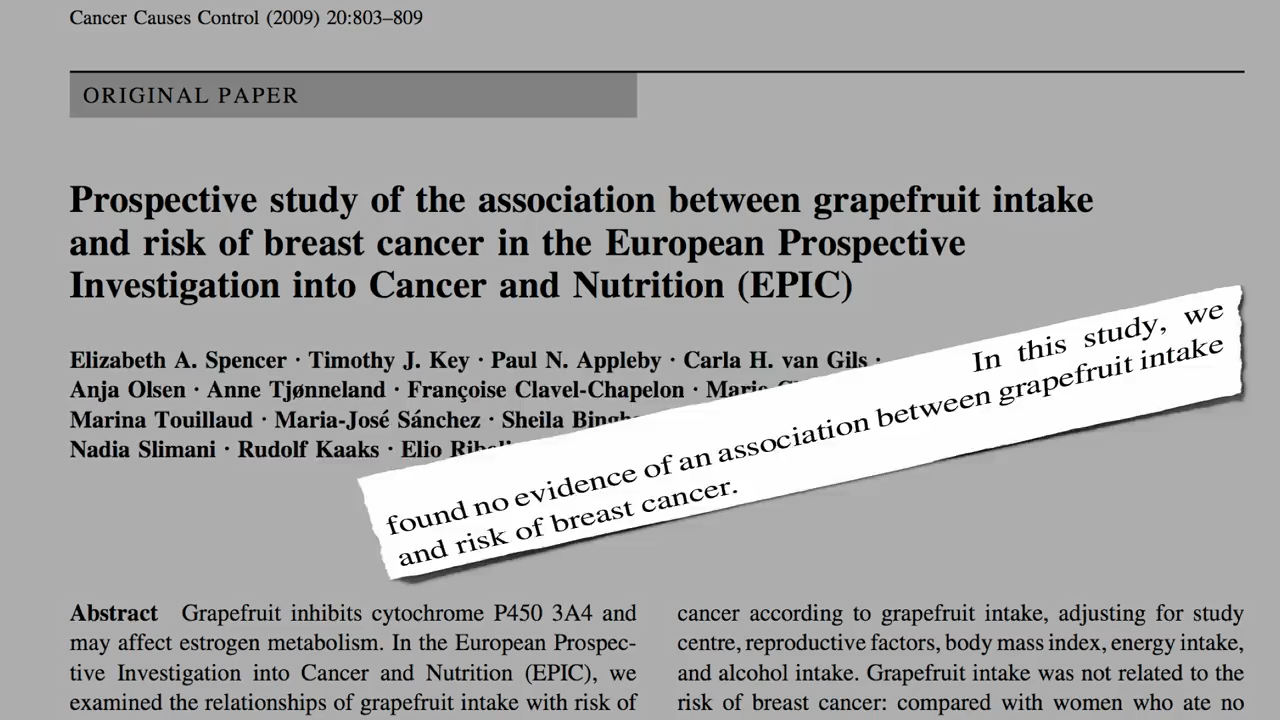 Cancer Causes Control (2009) 20:803–809
ORIGINAL PAPER
Prospective study of the association between grapefruit intake
and risk of breast cancer in the European Prospective
Investigation into Cancer and Nutrition (EPIC)
Elizabeth A. Spencer · Timothy J. Key · Paul N. Appleby · Carla H. van Gils ·
Anja Olsen · Anne Tjønneland · Françoise Clavel-Chapelon ·
Marina Touillaud · Maria-José Sánchez · Sheila
Nadia Slimani · Rudolf Kaaks · Elio
In this study, we
found no evidence of an association between grapefruit intake
and risk of breast cancer.
Abstract Grapefruit inhibits cytochrome P450 3A4 and
may affect estrogen metabolism. In the European Prospec-
tive Investigation into Cancer and Nutrition (EPIC), we
examined the relationships of grapefruit intake with risk of
cancer according to grapefruit intake, adjusting for study
centre, reproductive factors, body mass index, energy intake,
and alcohol intake. Grapefruit intake was not related to the
risk of breast cancer: compared with women who ate no